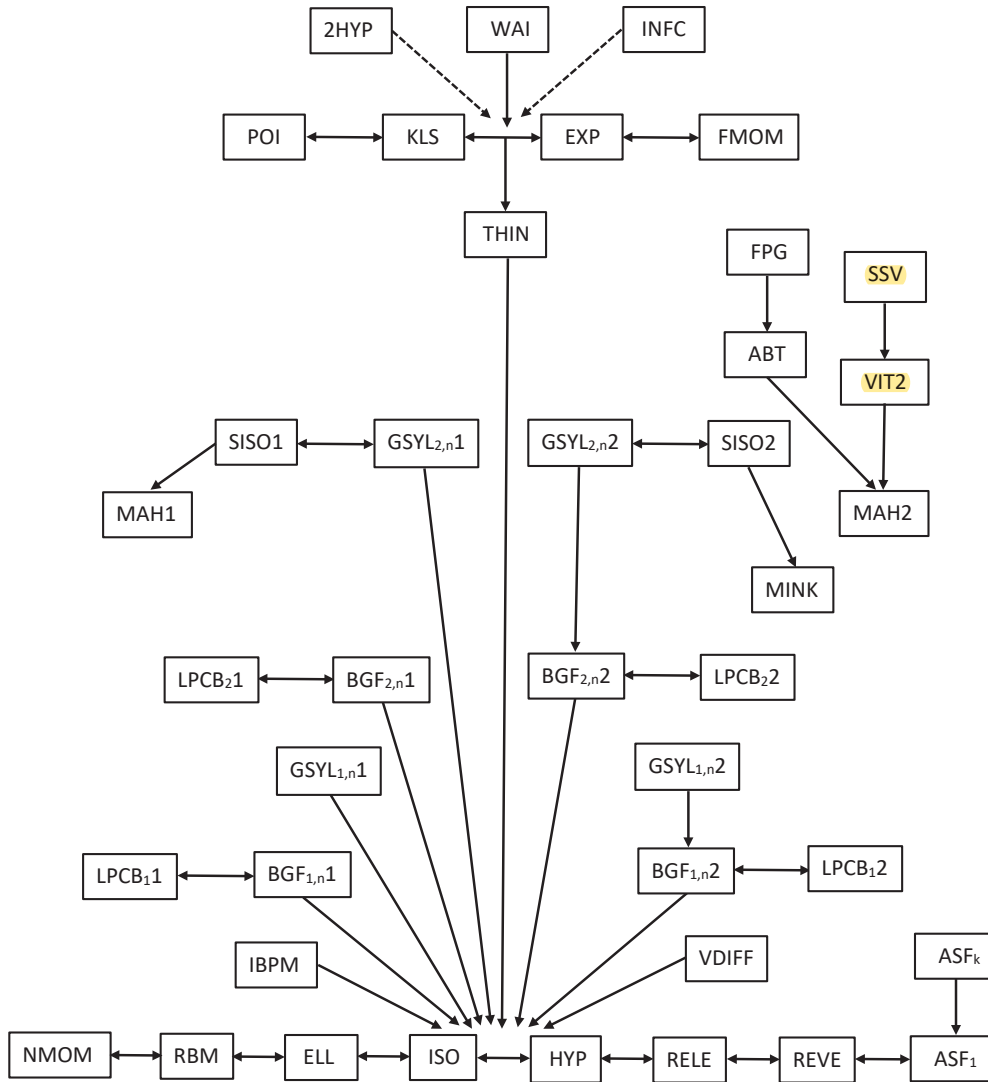 2HYP WAI INFC
POI KLS EXP FMOM
THIN
FPG SSV
ABT VIT2
SISO1 GSYL₂,ₙ1 GSYL₂,ₙ2 SISO2
MAH1 MAH2
MINK
LPCB₂1 BGF₂,ₙ1 BGF₂,ₙ2 LPCB₂2
GSYL₁,ₙ1 GSYL₁,ₙ2
LPCB₁1 BGF₁,ₙ1 BGF₁,ₙ2 LPCB₁2
IBPM VDIFF ASFₖ
NMOM RBM ELL ISO HYP RELE REVE ASF₁